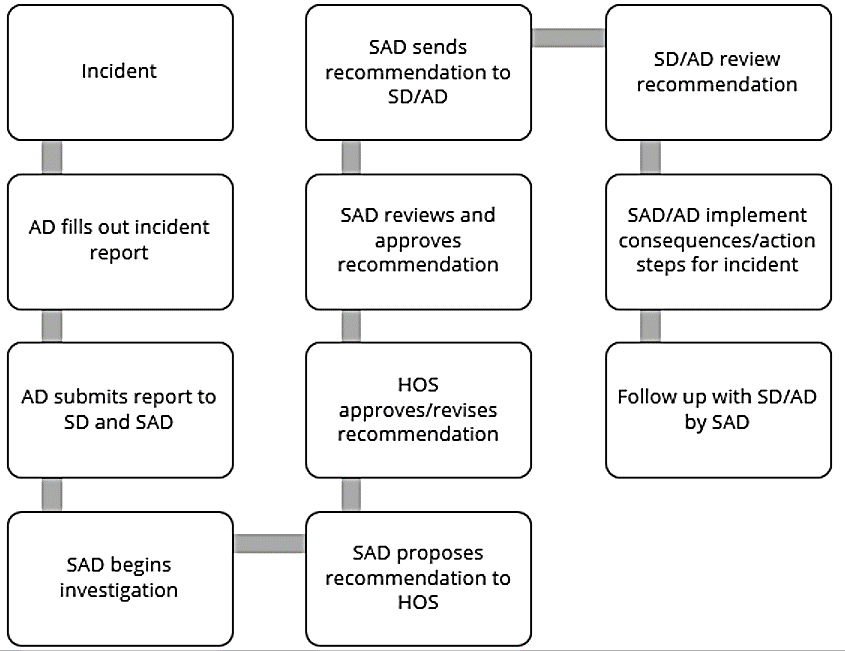 Incident
AD fills out incident
report
AD submits report to
SD and SAD
SAD begins
investigation
SAD proposes
recommendation to
HOS
HOS
approves/revises
recommendation
SAD reviews and
approves
recommendation
SAD sends
recommendation to
SD/AD
SD/AD review
recommendation
SAD/AD implement
consequences/action
steps for incident
Follow up with SD/AD
by SAD